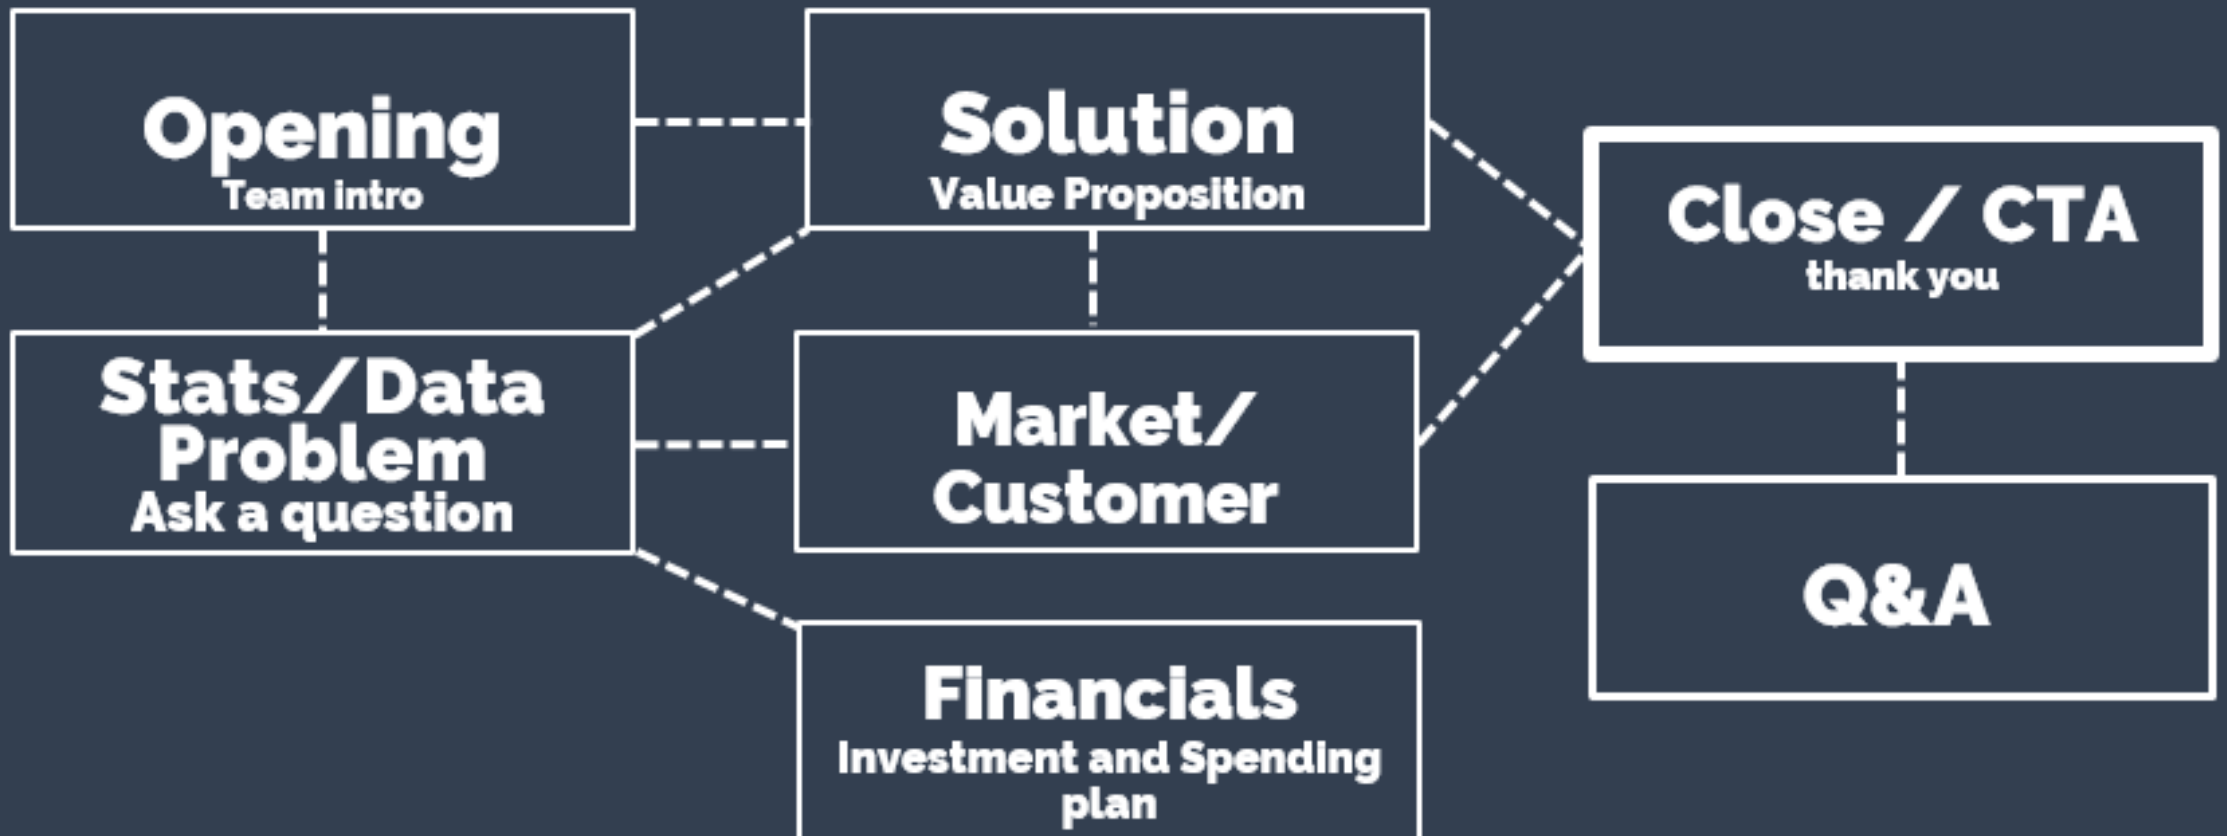 Opening
Team intro
Solution
Value Proposition
Close / CTA
thank you
Stats/Data
Problem
Ask a question
Market/
Customer
Q&A
Financials
Investment and Spending
plan